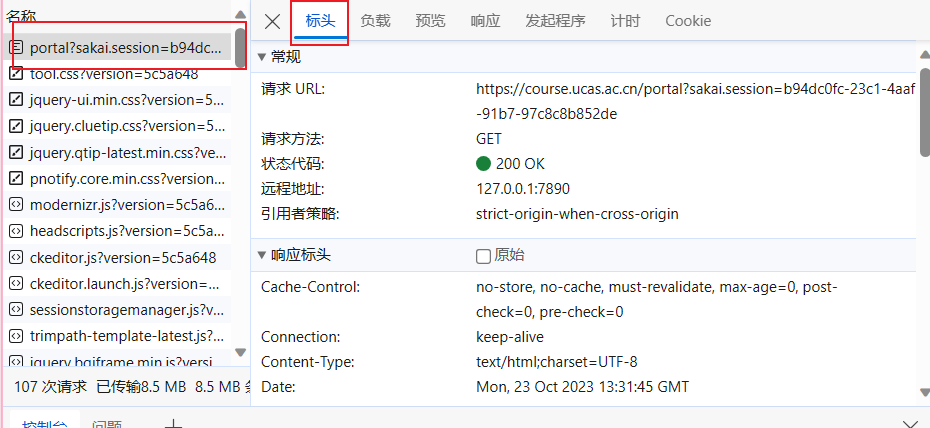 名称
portal?sakai.session=b94dc...
tool.css?version=5c5a648
jquery-ui.min.css?version=5...
jquery.cluetip.css?version=5...
jquery.qtip-latest.min.css?ve...
pnotify.core.min.css?version...
modernizr.js?version=5c5a6...
headscripts.js?version=5c5a...
ckeditor.js?version=5c5a648
ckeditor.launch.js?version=...
sessionstoragemanager.js?v...
trimpath-template-latest.js?...
jquery.bgiframe.min.js?versi...
107 次请求 已传输8.5 MB 8.5 MB 条
标头 负载 预览 响应 发起程序 计时 Cookie
常规
请求 URL: https://course.ucas.ac.cn/portal?sakai.session=b94dc0fc-23c1-4aaf
-91b7-97c8c8b852de
请求方法: GET
状态代码: 200 OK
远程地址: 127.0.0.1:7890
引用者策略: strict-origin-when-cross-origin
响应标头 原始
Cache-Control: no-store, no-cache, must-revalidate, max-age=0, post-
check=0, pre-check=0
Connection: keep-alive
Content-Type: text/html;charset=UTF-8
Date: Mon, 23 Oct 2023 13:31:45 GMT
控制台 问题